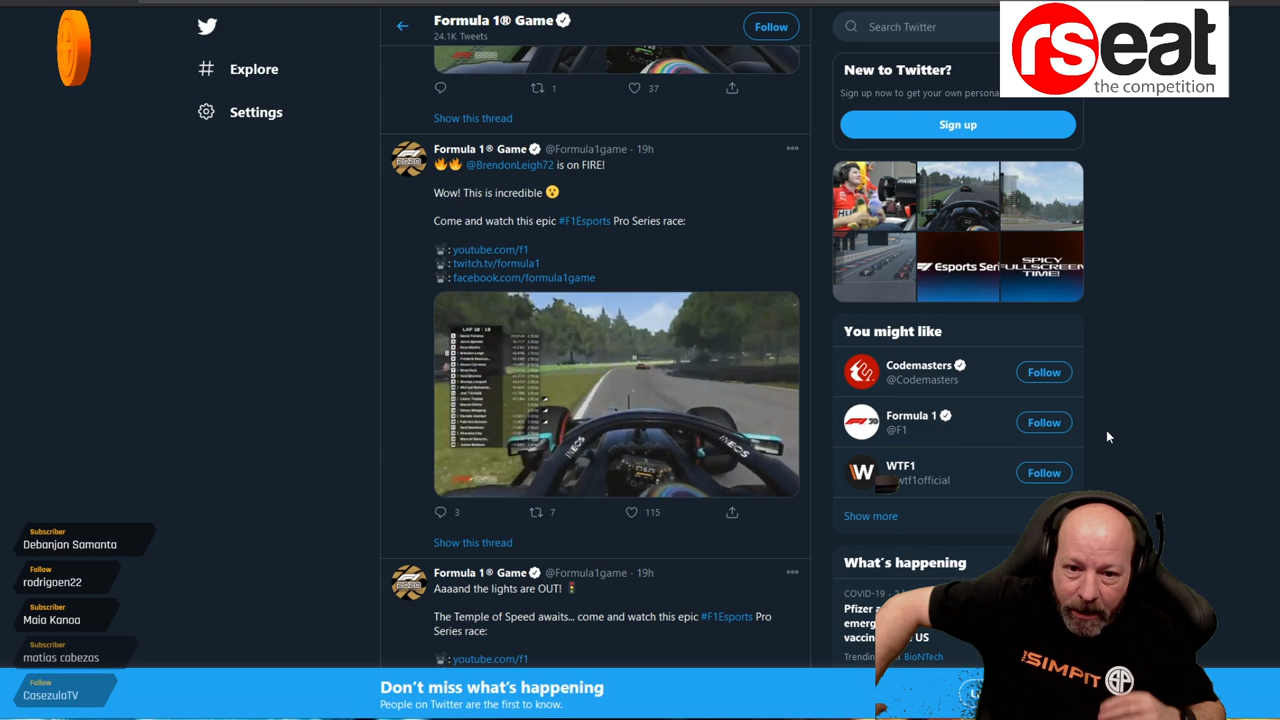 Explore
Settings
Formula 1® Game
24.1K Tweets
Follow
1
37
Show this thread
Formula 1® Game @Formula1game · 19h
@BrendonLeigh72 is on FIRE!
Wow! This is incredible
Come and watch this epic #F1Esports Pro Series race:
: youtube.com/f1
: twitch.tv/formula1
: facebook.com/formula1game
INEOS
INEOS
3
7
115
Show this thread
Formula 1® Game @Formula1game · 19h
Aaaand the lights are OUT!
The Temple of Speed awaits... come and watch this epic #F1Esports Pro
Series race:
: youtube.com/f1
Search Twitter
rseat
the competition
New to Twitter?
Sign up now to get your own persona
Sign up
Esports Seri
SPICY
FULLSCREEN
TIME!
You might like
Codemasters
@Codemasters
Follow
Formula 1
@F1
Follow
WTF1
wtf1official
Follow
Show more
What's happening
COVID-19
Pfizer
emerg
vaccin US
Trending BioNTech
THE SIMPIT SP
Subscriber
Debanjan Samanta
Follow
rodrigoen22
Subscriber
Maia Kanoa
Subscriber
matias cabezas
Follow
CasezulaTV
Don't miss what's happening
People on Twitter are the first to know.